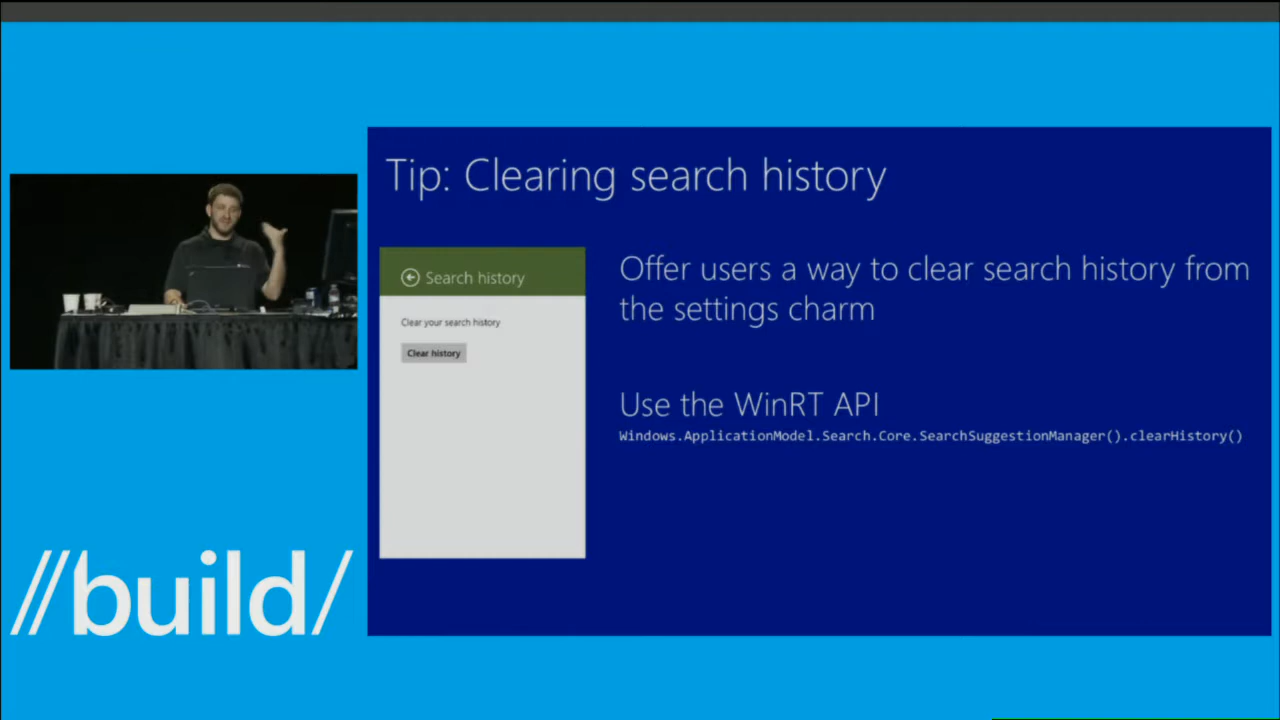 Tip: Clearing search history
Search history
Clear your search history
Clear history
Offer users a way to clear search history from
the settings charm
Use the WinRT API
Windows.ApplicationModel.Search.Core.SearchSuggestionManager().clearHistory()
//build/